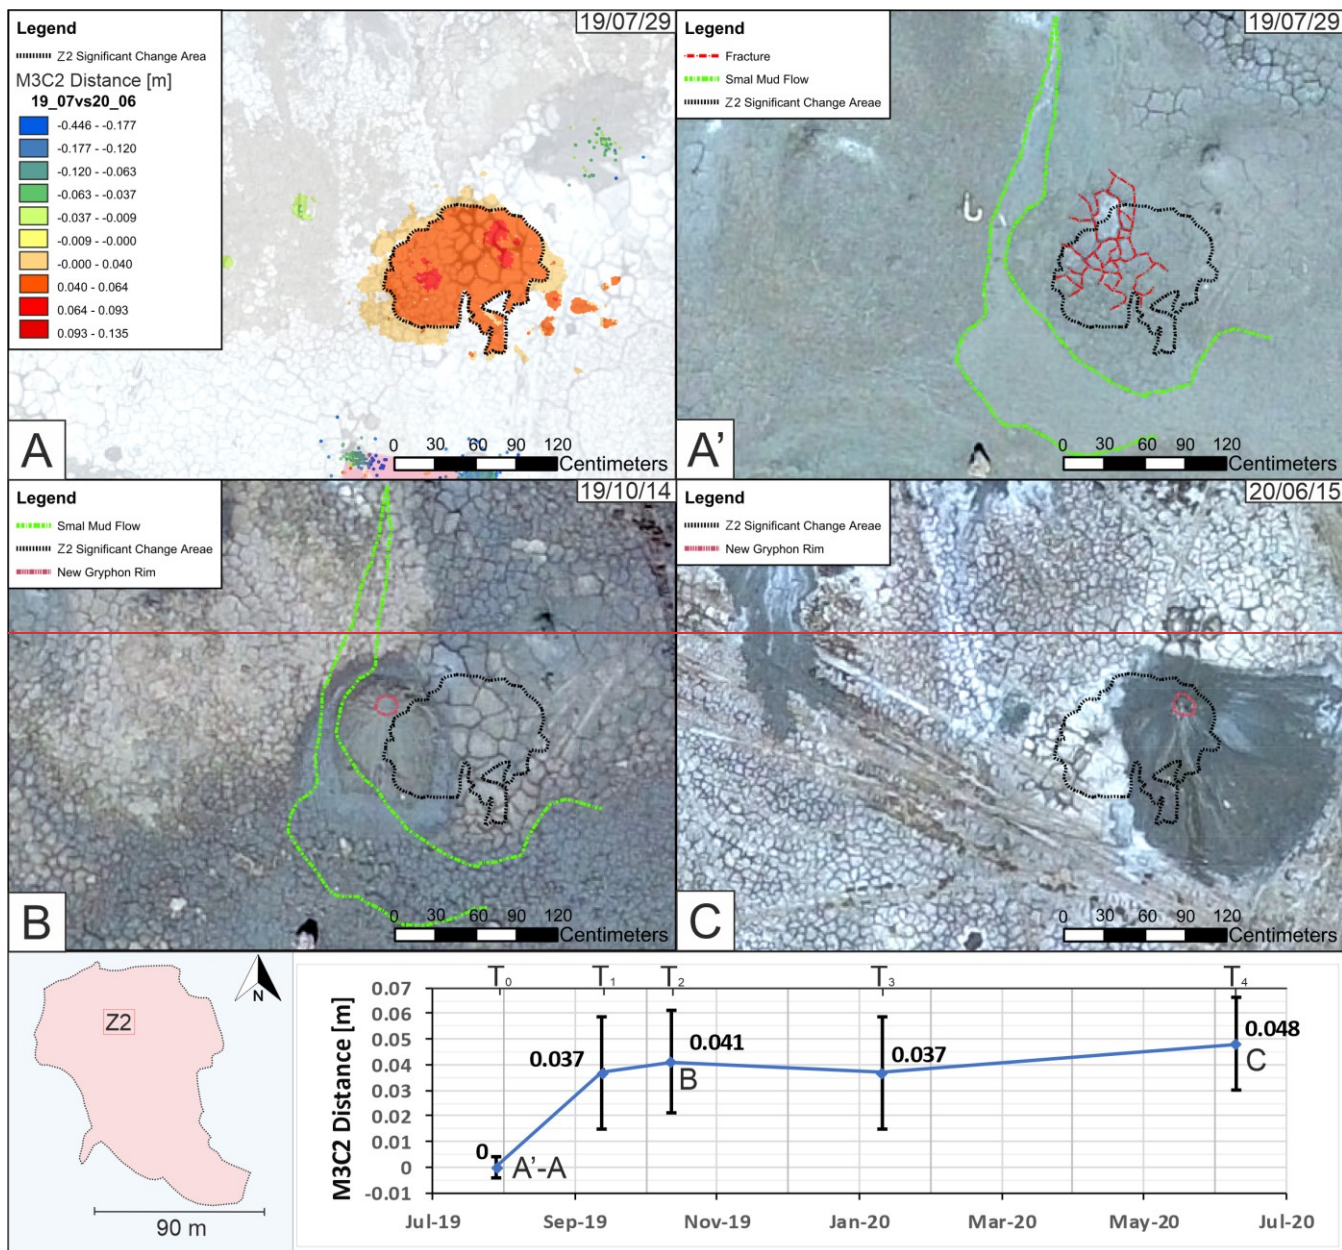 19/07/29
Legend
Z2 Significant Change Area
M3C2 Distance [m]
19_07vs20_06
-0.446 - -0.177
-0.177 - -0.120
-0.120 - -0.063
-0.063 - -0.037
-0.037 - -0.009
-0.009 - -0.000
-0.000 - 0.040
0.040 - 0.064
0.064 - 0.093
0.093 - 0.135
A
0 30 60 90 120
Centimeters
19/07/29
Legend
Fracture
Smal Mud Flow
Z2 Significant Change Areae
A'
0 30 60 90 120
Centimeters
19/10/14
Legend
Smal Mud Flow
Z2 Significant Change Areae
New Gryphon Rim
B
0 30 60 90 120
Centimeters
20/06/15
Legend
Z2 Significant Change Areae
New Gryphon Rim
C
0 30 60 90 120
Centimeters
Z2
N
90 m
T0 T1 T2 T3 T4
M3C2 Distance [m]
0.07
0.06
0.05
0.04
0.03
0.02
0.01
0
-0.01
0 0.037 0.041 0.037 0.048
A'-A B C
Jul-19 Sep-19 Nov-19 Jan-20 Mar-20 May-20 Jul-20